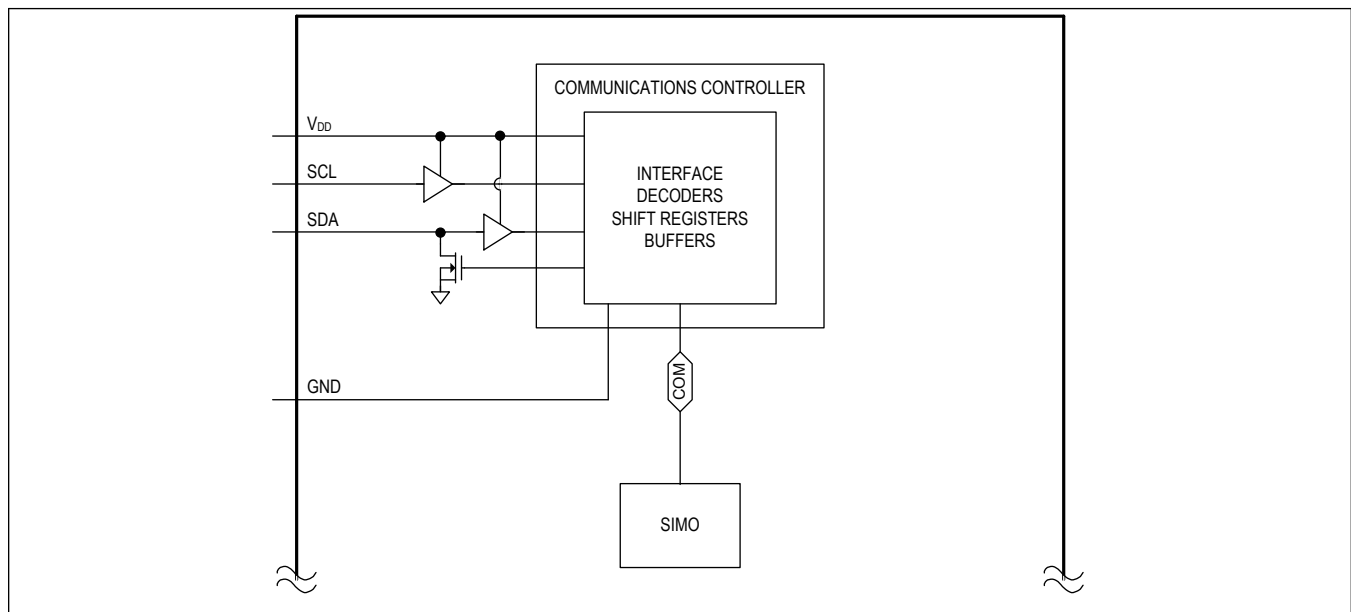 COMMUNICATIONS CONTROLLER
VDD
SCL
SDA
INTERFACE
DECODERS
SHIFT REGISTERS
BUFFERS
GND
COM
SIMO